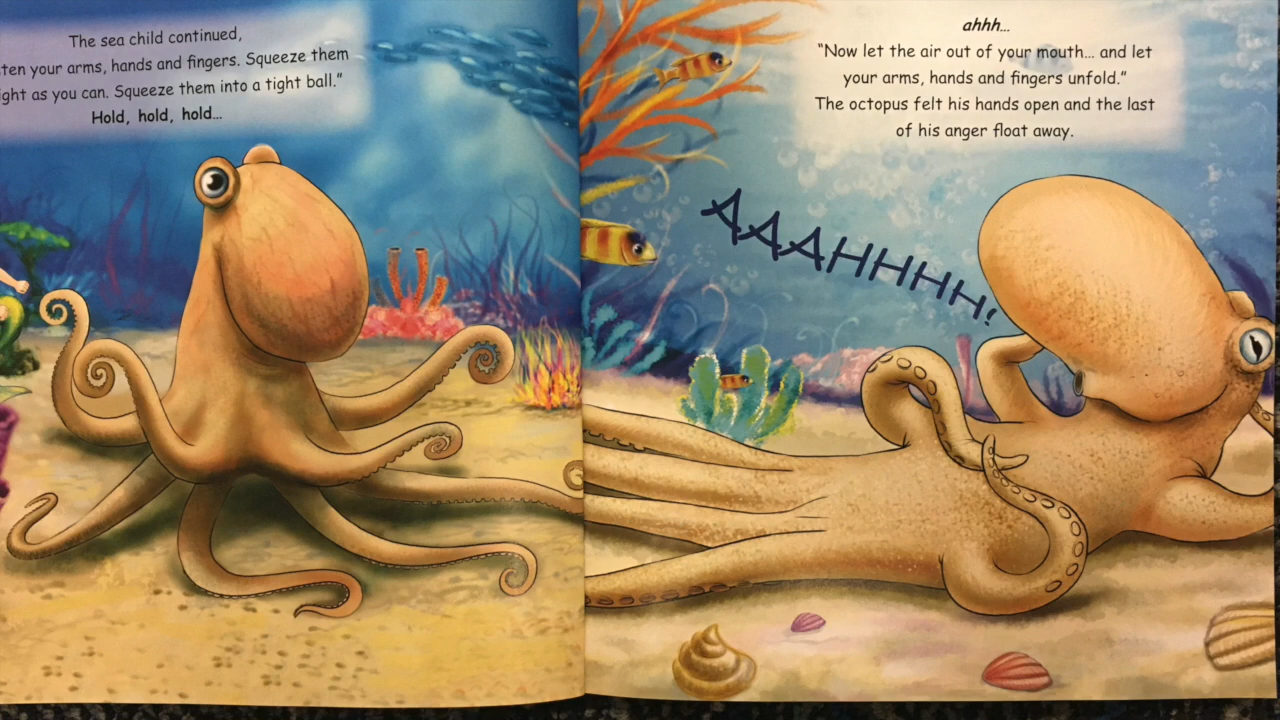 The sea child continued,
ten your arms, hands and fingers. Squeeze them
ight as you can. Squeeze them into a tight ball.”
Hold, hold, hold...
ahhh...
“Now let the air out of your mouth... and let
your arms, hands and fingers unfold.”
The octopus felt his hands open and the last
of his anger float away.
AAAHHHH!